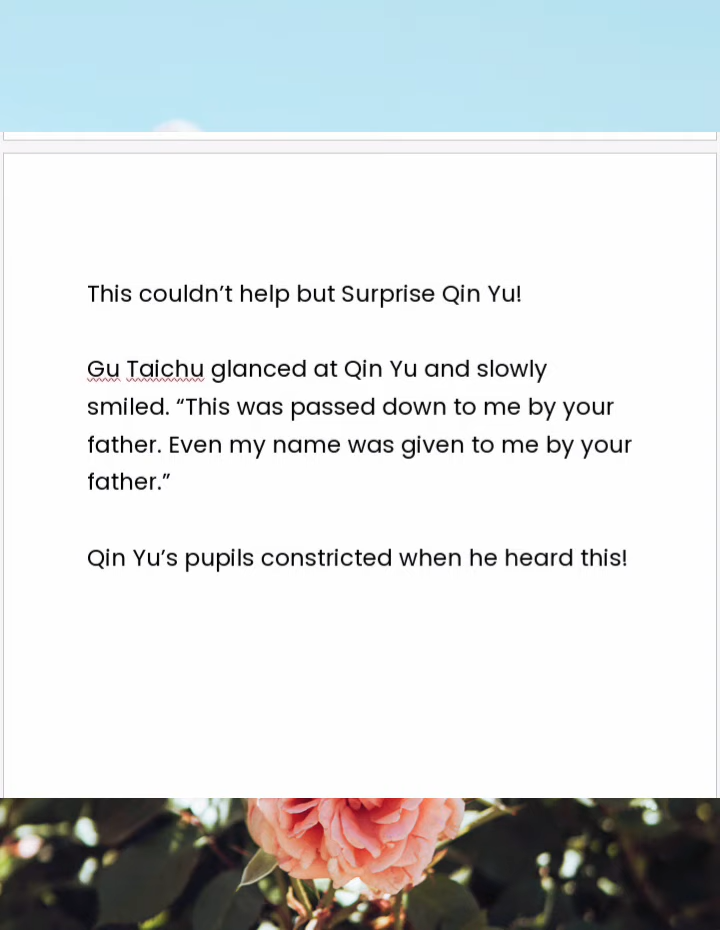 This couldn’t help but Surprise Qin Yu!
Gu Taichu glanced at Qin Yu and slowly
smiled. “This was passed down to me by your
father. Even my name was given to me by your
father.”
Qin Yu’s pupils constricted when he heard this!